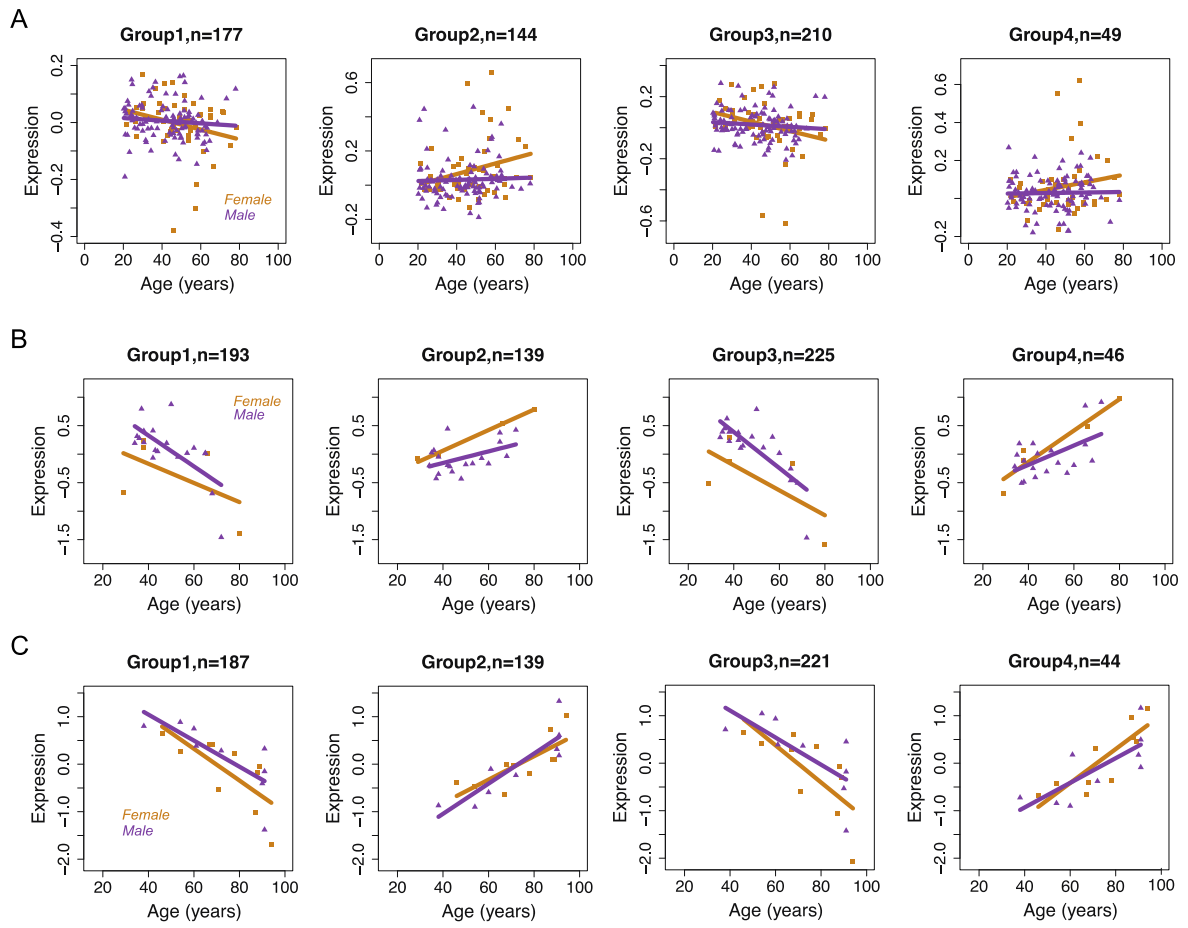 A
Group1,n=177
Group2,n=144
Group3,n=210
Group4,n=49
Expression
0.2
0.0
−0.2
−0.4
Female
Male
0 20 40 60 80 100
Age (years)
Expression
0.6
0.2
−0.2
0 20 40 60 80 100
Age (years)
Expression
0.2
−0.2
−0.6
0 20 40 60 80 100
Age (years)
Expression
0.6
0.4
0.2
−0.2
0 20 40 60 80 100
Age (years)
B
Group1,n=193
Group2,n=139
Group3,n=225
Group4,n=46
Expression
0.5
−0.5
−1.5
Female
Male
20 40 60 80 100
Age (years)
Expression
0.5
−0.5
−1.5
20 40 60 80 100
Age (years)
Expression
0.5
−0.5
−1.5
20 40 60 80 100
Age (years)
Expression
0.5
−0.5
−1.5
20 40 60 80 100
Age (years)
C
Group1,n=187
Group2,n=139
Group3,n=221
Group4,n=44
Expression
1.0
0.0
−1.0
−2.0
Female
Male
20 40 60 80 100
Age (years)
Expression
1.0
0.0
−1.0
−2.0
20 40 60 80 100
Age (years)
Expression
1.0
0.0
−1.0
−2.0
20 40 60 80 100
Age (years)
Expression
1.0
0.0
−1.0
−2.0
20 40 60 80 100
Age (years)